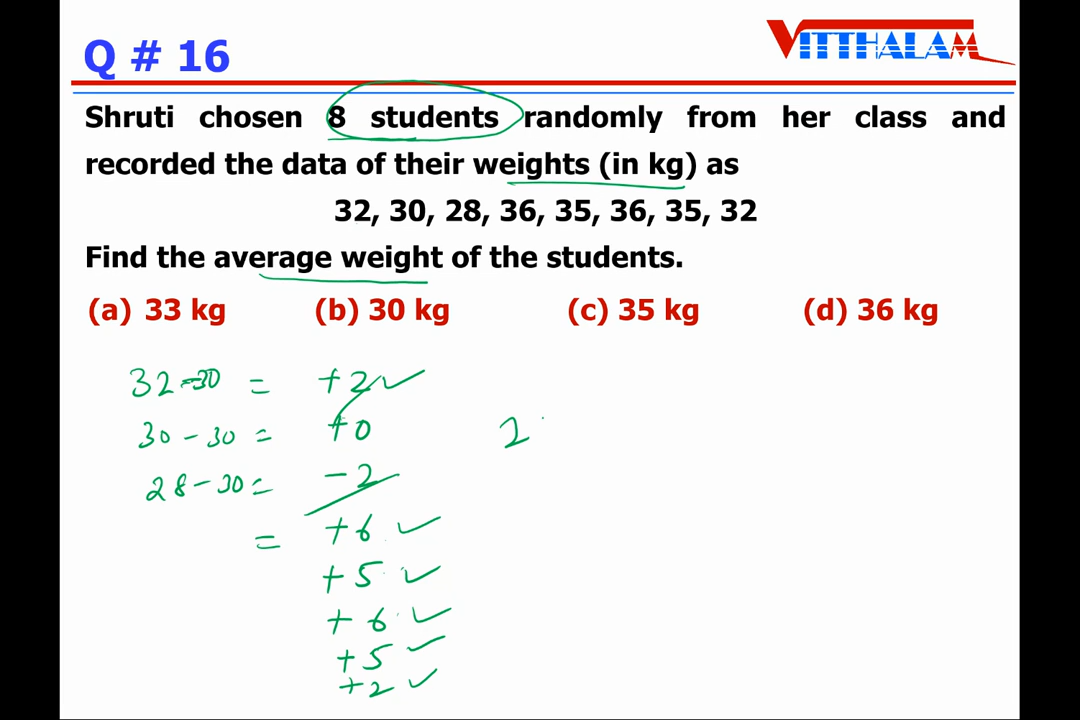 Q # 16
VITTHALAM
Shruti chosen 8 students randomly from her class and
recorded the data of their weights (in kg) as
32, 30, 28, 36, 35, 36, 35, 32
Find the average weight of the students.
(a) 33 kg (b) 30 kg (c) 35 kg (d) 36 kg
32-30 = +2
30-30 = +0
2
28-30= -2
= +6
+5
+6
+5
+2